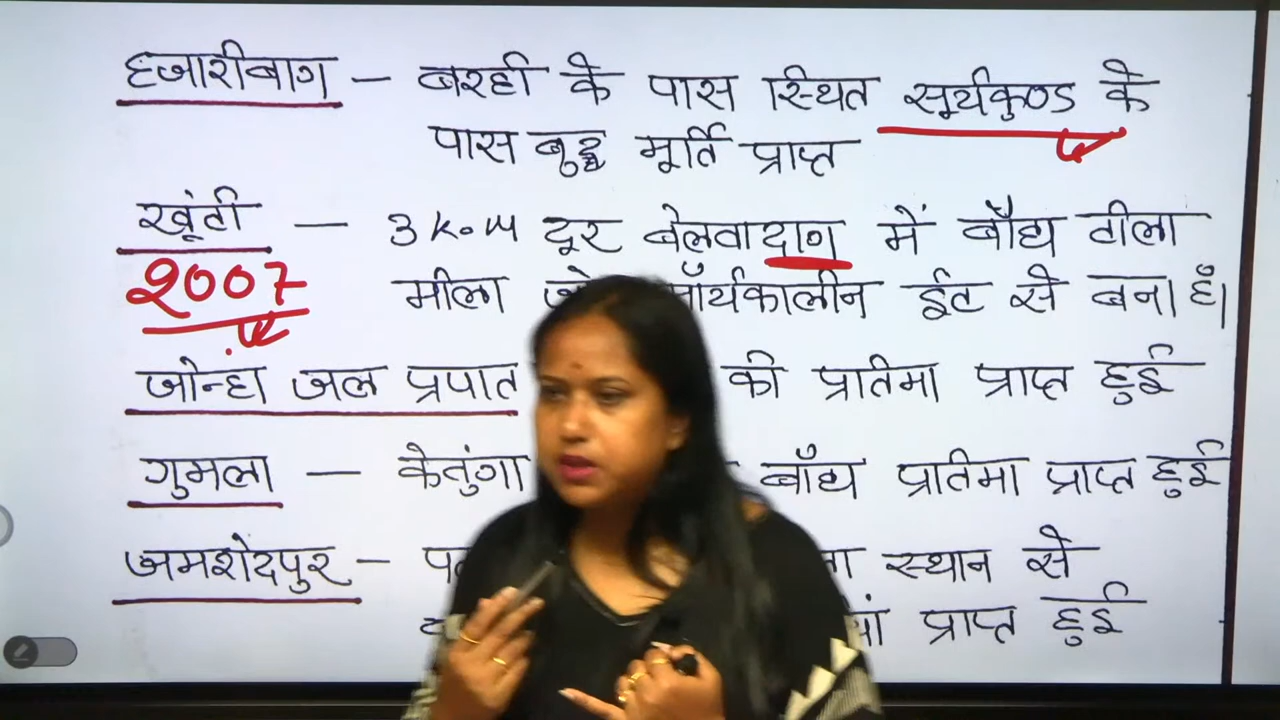 हजारीबाग – बरही के पास स्थित सूर्यकुण्ड के
पास बुद्ध मूर्ति प्राप्त
खूंटी – 3 k.m दूर बेलवादाग में बौद्ध टीला
2007 मीला जो मौर्यकालीन ईंट से बना है।
जोन्हा जल प्रपात की प्रतिमा प्राप्त हुई
गुमला – केतुंगा बौद्ध प्रतिमा प्राप्त हुई
जमशेदपुर – स्थान से
प्राप्त हुई